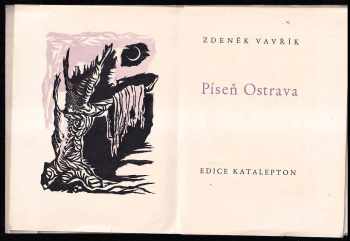 ZDENĚK VAVŘÍK
Píseň Ostrava
EDICE KATALEPTON